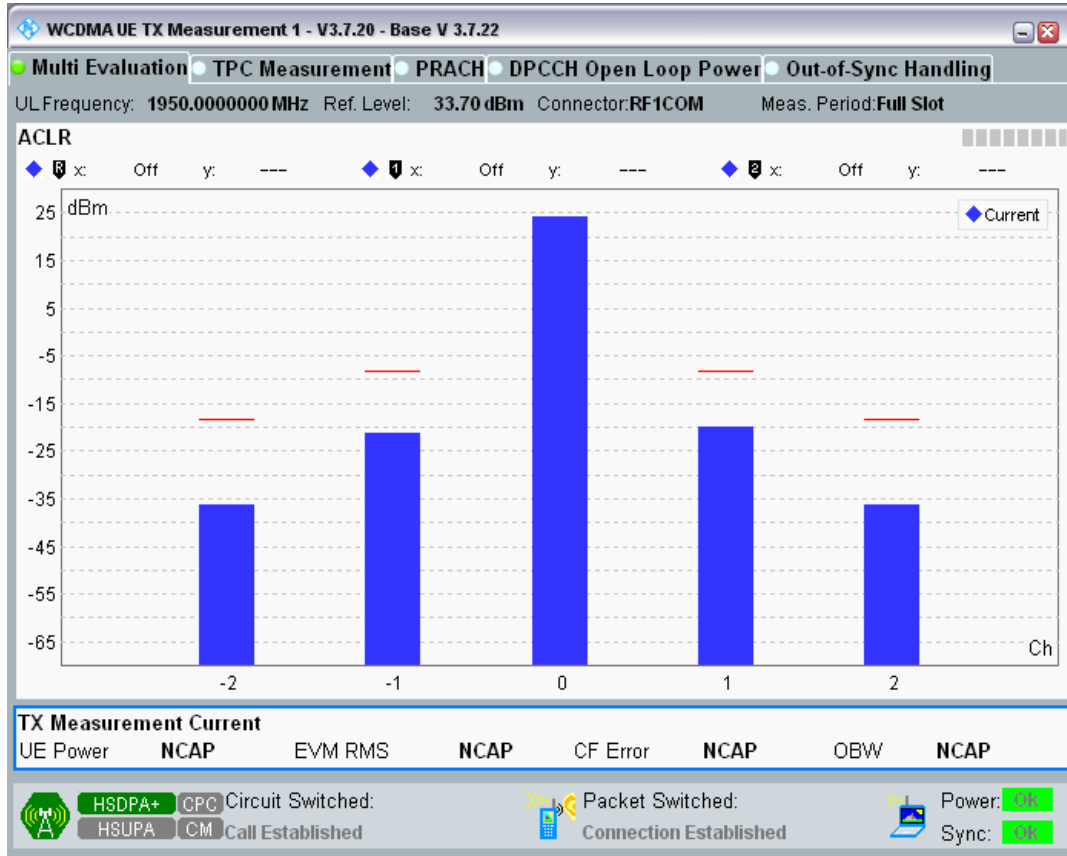 WCDMA UE TX Measurement 1 - V3.7.20 - Base V 3.7.22
Multi Evaluation TPC Measurement PRACH DPCCH Open Loop Power Out-of-Sync Handling
UL Frequency: 1950.0000000 MHz Ref. Level: 33.70 dBm Connector:RF1COM Meas. Period:Full Slot
ACLR
R x: Off y: --- 1 x: Off y: --- 2 x: Off y: ---
dBm
Current
25
15
5
-5
-15
-25
-35
-45
-55
-65
Ch
-2 -1 0 1 2
TX Measurement Current
UE Power NCAP EVM RMS NCAP CF Error NCAP OBW NCAP
HSDPA+ CPC Circuit Switched: Packet Switched: Power: Ok
HSUPA CM Call Established Connection Established Sync: Ok